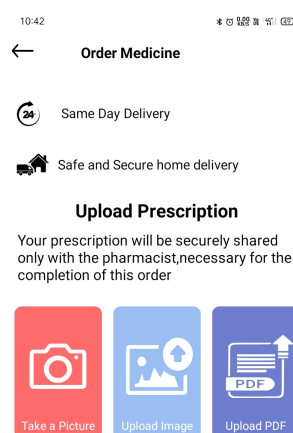 10:42
Order Medicine
24
Same Day Delivery
Safe and Secure home delivery
Upload Prescription
Your prescription will be securely shared
only with the pharmacist,necessary for the
completion of this order
PDF
Take a Picture
Upload Image
Upload PDF